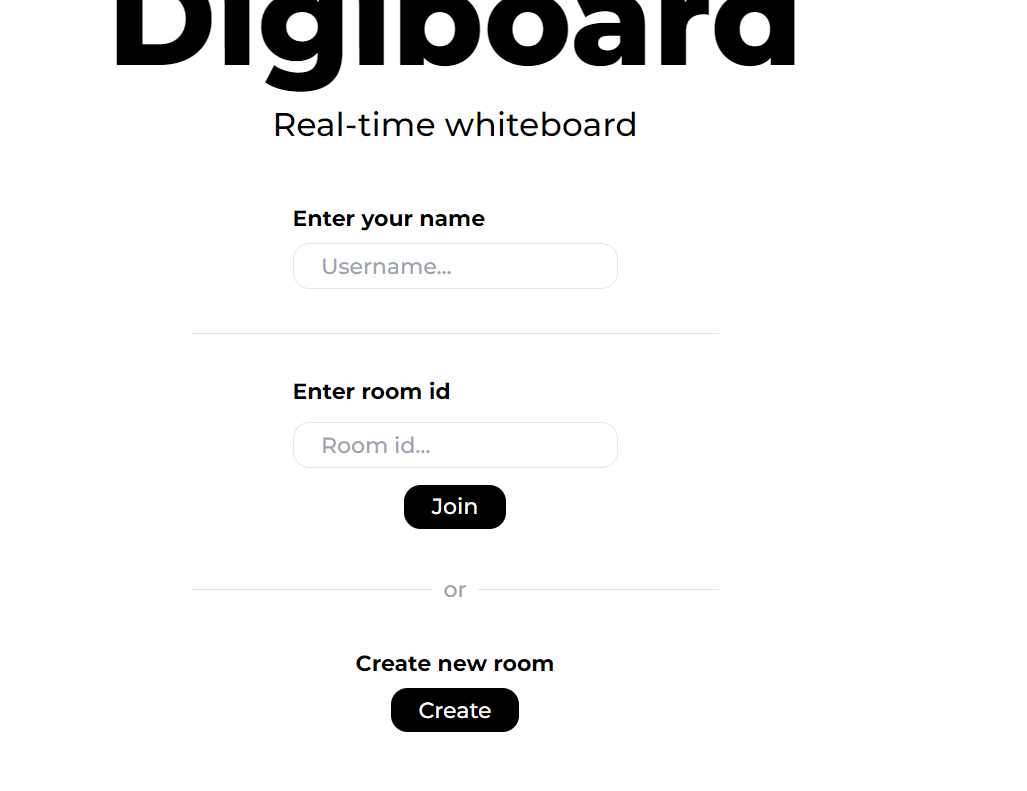 Digiboard
Real-time whiteboard
Enter your name
Username...
Enter room id
Room id...
Join
or
Create new room
Create